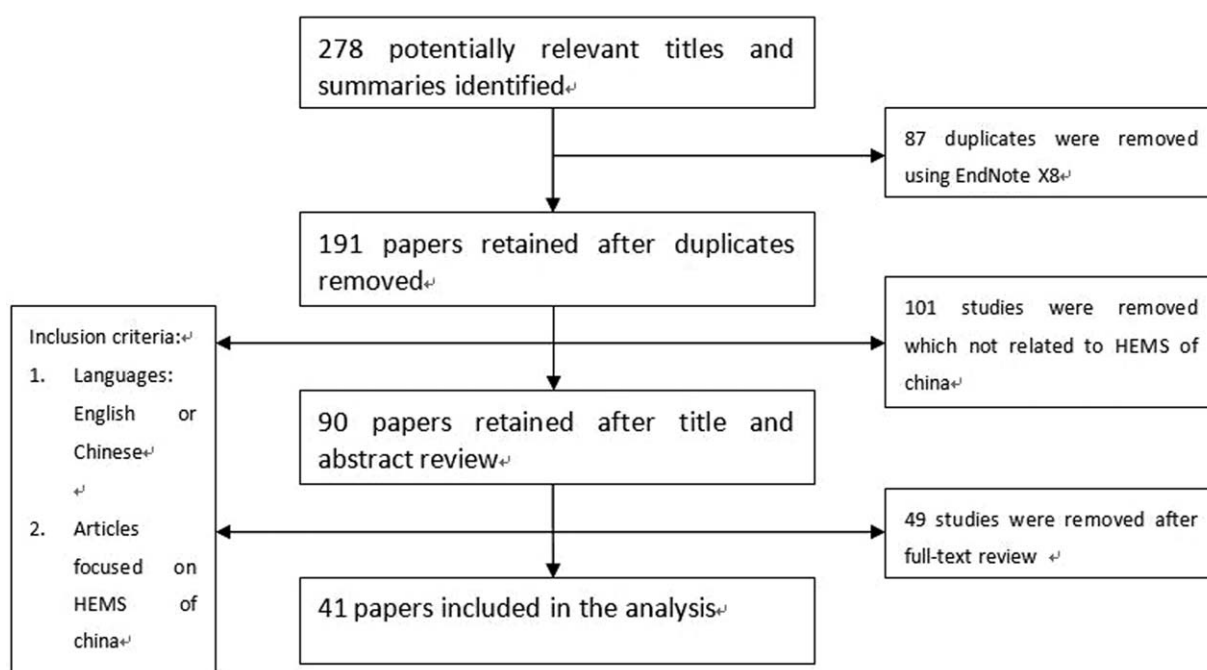 278 potentially relevant titles and
summaries identified↵
87 duplicates were removed
using EndNote X8↵
191 papers retained after duplicates
removed↵
101 studies were removed
which not related to HEMS of
china↵
Inclusion criteria:↵
1. Languages:
English or
Chinese↵
↵
2. Articles
focused on
HEMS of
china↵
90 papers retained after title and
abstract review↵
49 studies were removed after
full-text review ↵
41 papers included in the analysis↵